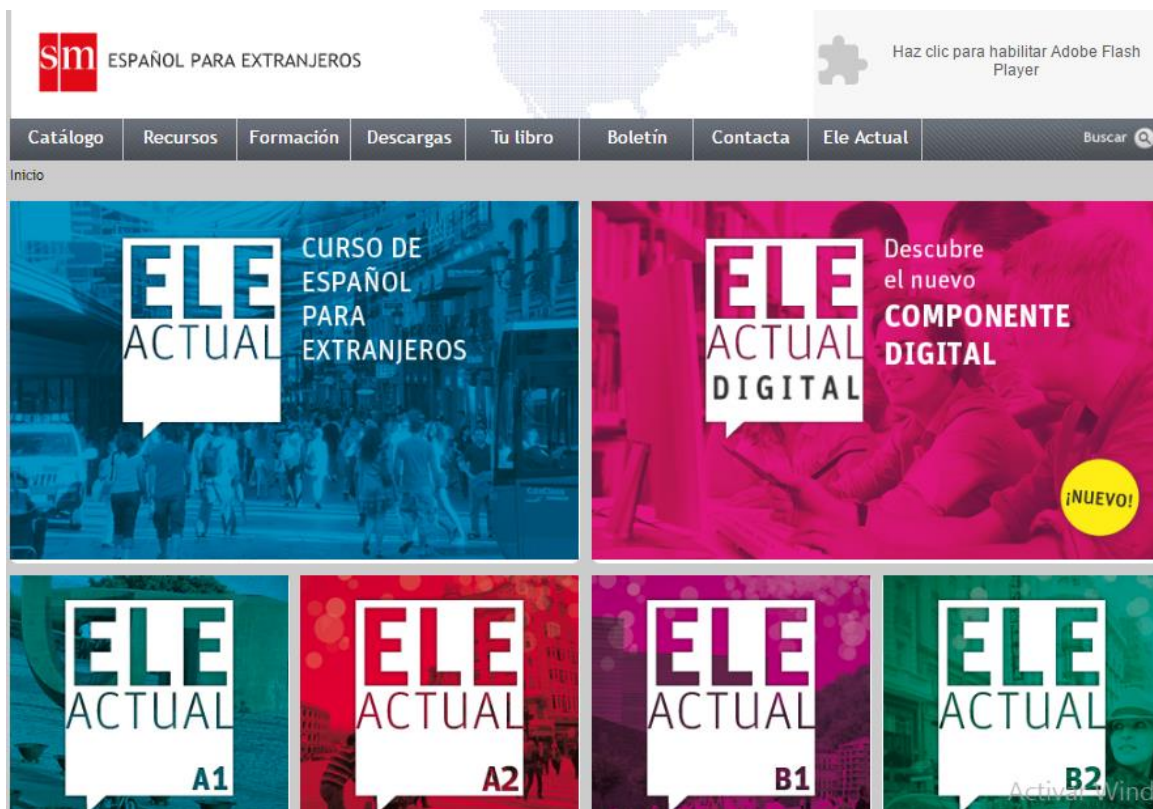 sm ESPAÑOL PARA EXTRANJEROS
Haz clic para habilitar Adobe Flash
Player
Catálogo Recursos Formación Descargas Tu libro Boletín Contacta Ele Actual Buscar
Inicio
ELE
ACTUAL
CURSO DE
ESPAÑOL
PARA
EXTRANJEROS
ELE
ACTUAL
DIGITAL
Descubre
el nuevo
COMPONENTE
DIGITAL
¡NUEVO!
ELE
ACTUAL
A1
ELE
ACTUAL
A2
ELE
ACTUAL
B1
ELE
ACTUAL
B2
Activar Wind